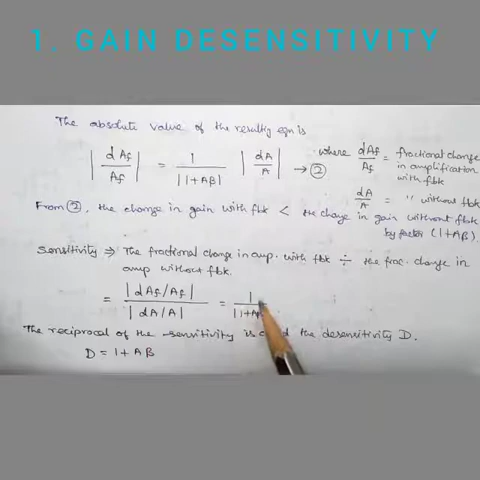 1. GAIN DESENSITIVITY
The absolute value of the resultg eqn is
| dAf / Af | = 1 / |1+Aβ| | dA / A | → ② where dAf / Af = fractional change in amplification with fbk
dA / A = " without fbk
From ②, the change in gain with fbk < the change in gain without fbk
by factor (1+Aβ).
Sensitivity ⇒ The fractional change in amp. with fbk ÷ the frac. change in
amp without fbk.
= |dAf/Af| / |dA/A| = 1 / |1+Aβ
The reciprocal of the sensitivity is the desensitivity D.
D = 1 + Aβ